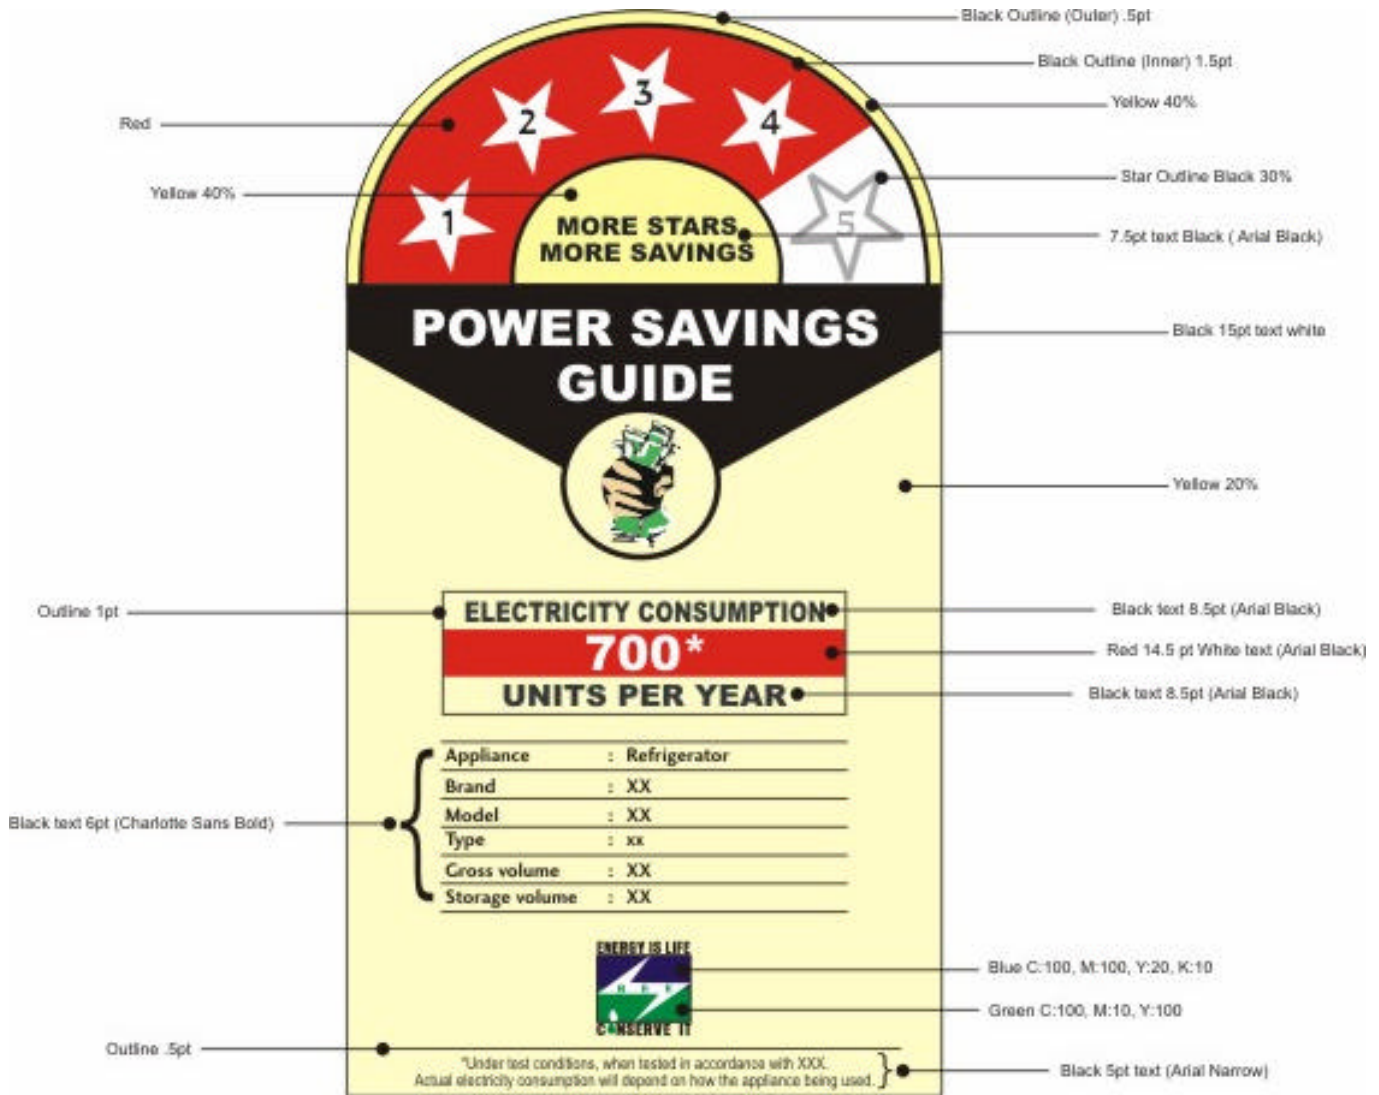 Black Outline (Outer) .5pt
Black Outline (Inner) 1.5pt
Yellow 40%
Red
1
2
3
4
5
Star Outline Black 30%
Yellow 40%
MORE STARS
MORE SAVINGS
7.5pt text Black ( Arial Black)
POWER SAVINGS
GUIDE
Black 15pt text white
Yellow 20%
Outline 1pt
ELECTRICITY CONSUMPTION
Black text 8.5pt (Arial Black)
700*
Red 14.5 pt White text (Arial Black)
UNITS PER YEAR
Black text 8.5pt (Arial Black)
Appliance : Refrigerator
Brand : XX
Model : XX
Type : xx
Gross volume : XX
Storage volume : XX
Black text 6pt (Charlotte Sans Bold)
ENERGY IS LIFE
BEE
CONSERVE IT
Blue C:100, M:100, Y:20, K:10
Green C:100, M:10, Y:100
Outline .5pt
*Under test conditions, when tested in accordance with XXX.
Actual electricity consumption will depend on how the appliance being used.
Black 5pt text (Arial Narrow)